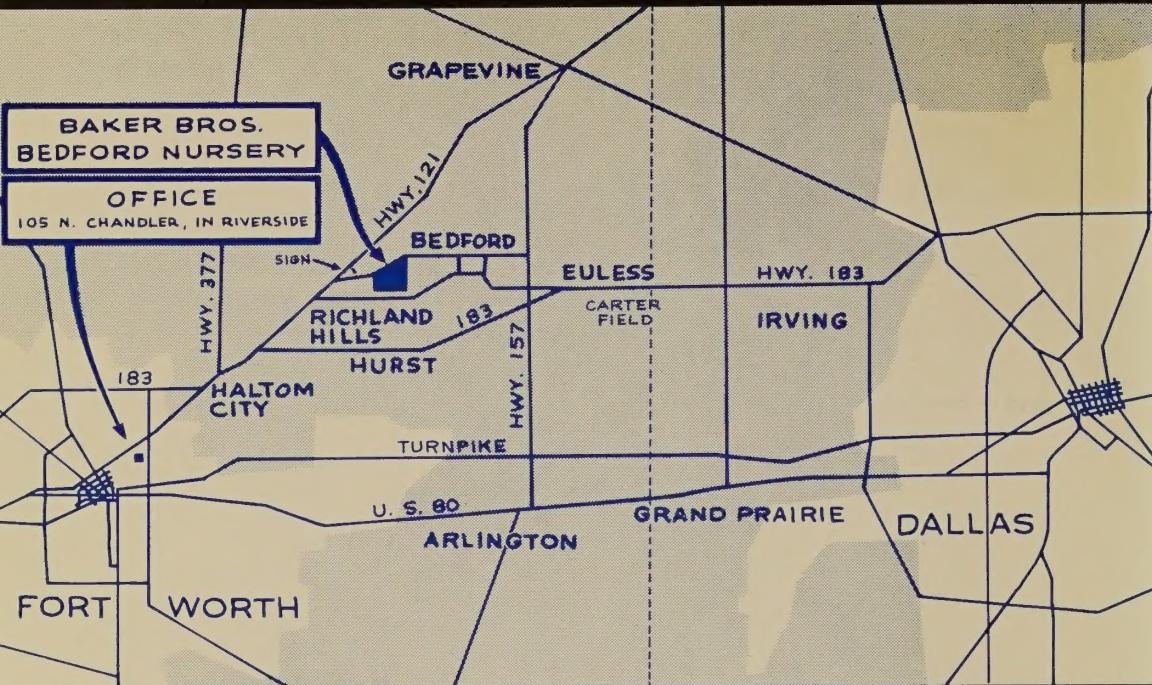 GRAPEVINE
BAKER BROS.
BEDFORD NURSERY
OFFICE
105 N. CHANDLER, IN RIVERSIDE
HWY. 121
BEDFORD
SIGN
HWY. 377
EULESS
HWY. 183
CARTER
FIELD
IRVING
RICHLAND
HILLS
183
HURST
HWY. 157
183
HALTOM
CITY
TURNPIKE
U. S. 80
GRAND PRAIRIE
ARLINGTON
DALLAS
FORT WORTH